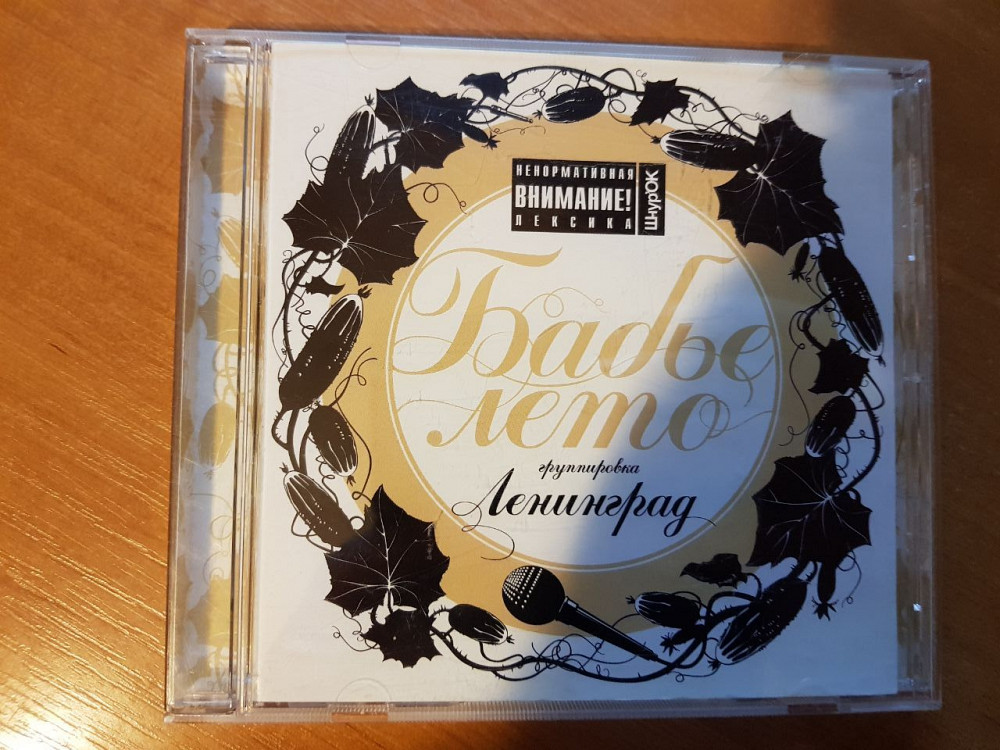 НЕНОРМАТИВНАЯ
ВНИМАНИЕ!
ЛЕКСИКА
ШнурОК
Бабье
лето
группировка
Ленинград